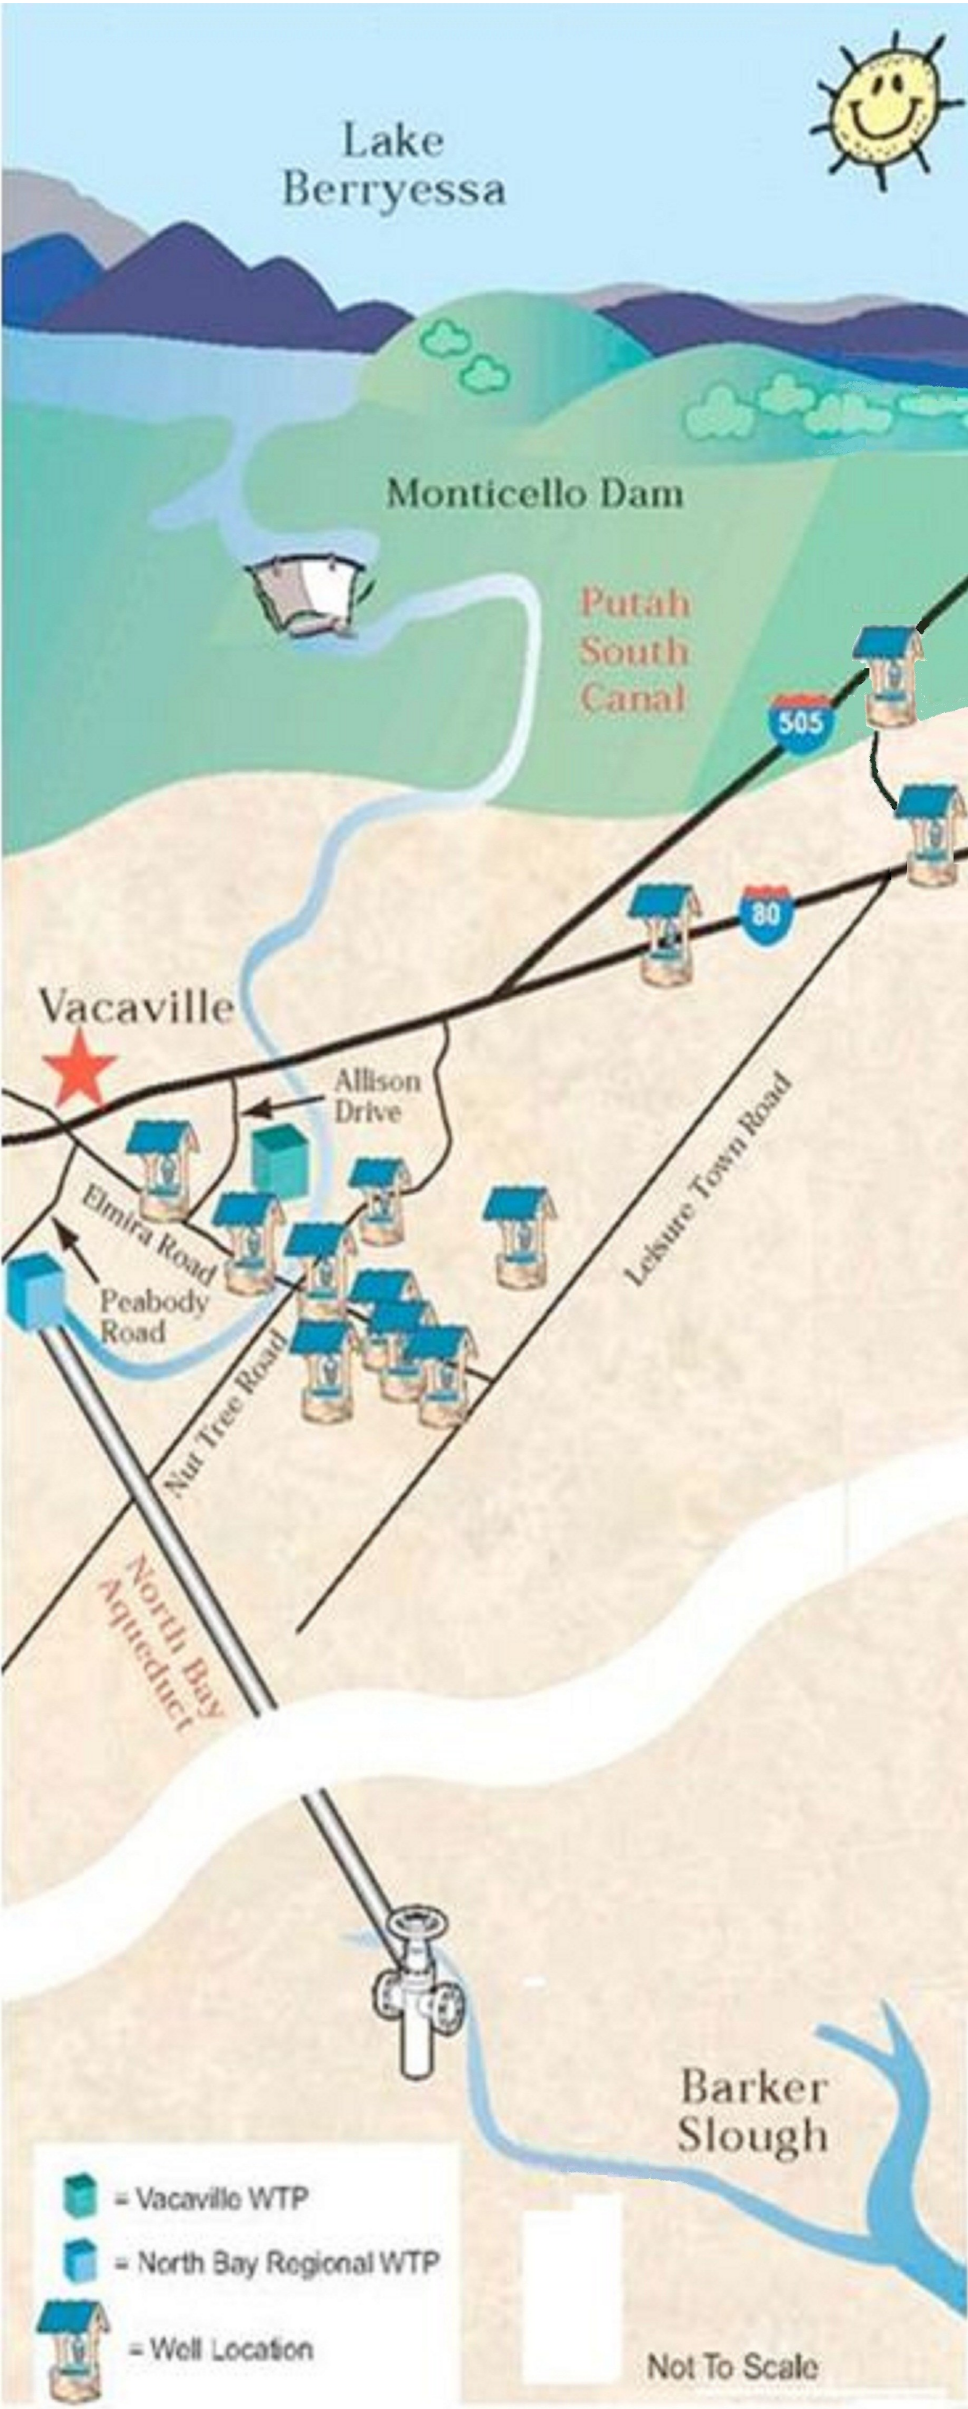 Lake
Berryessa
Monticello Dam
Putah
South
Canal
505
80
Vacaville
Allison
Drive
Elmira Road
Leisure Town Road
Peabody
Road
Nut Tree Road
North Bay
Aqueduct
Barker
Slough
= Vacaville WTP
= North Bay Regional WTP
= Well Location
Not To Scale